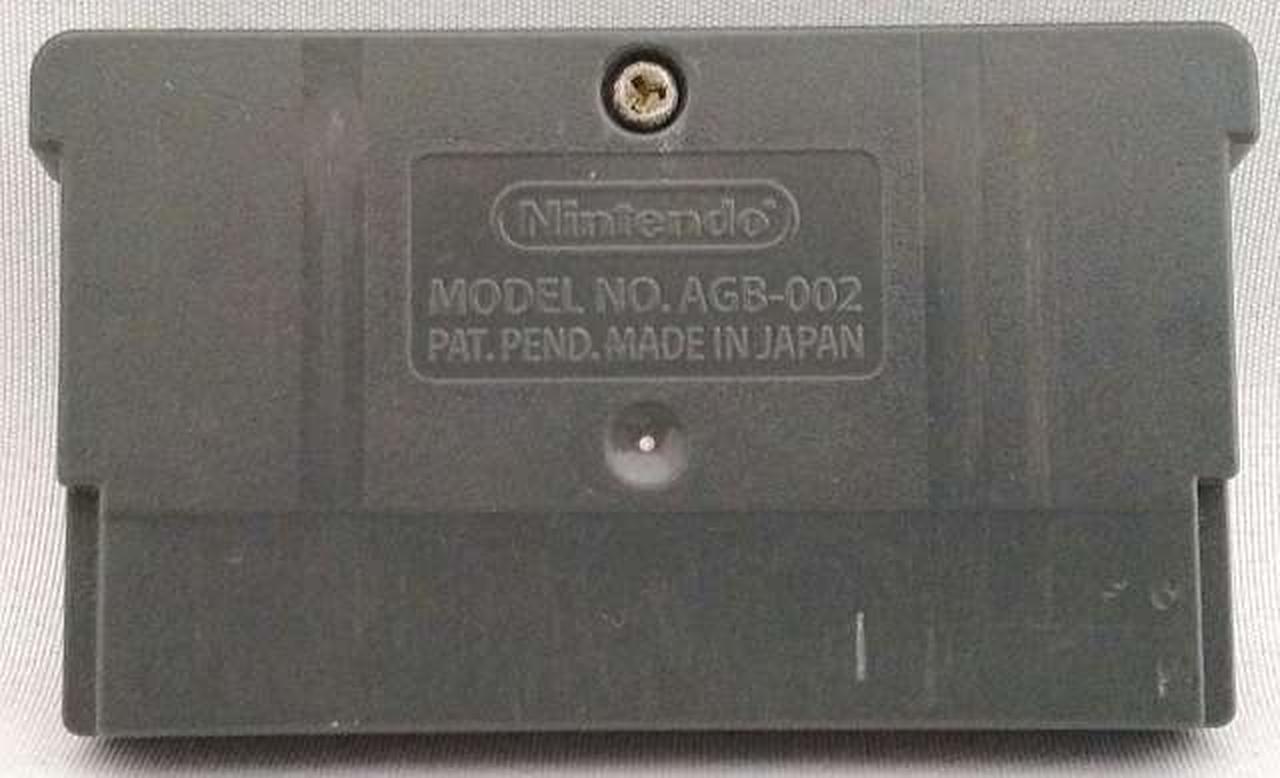 Nintendo®
MODEL NO. AGB-002
PAT. PEND. MADE IN JAPAN